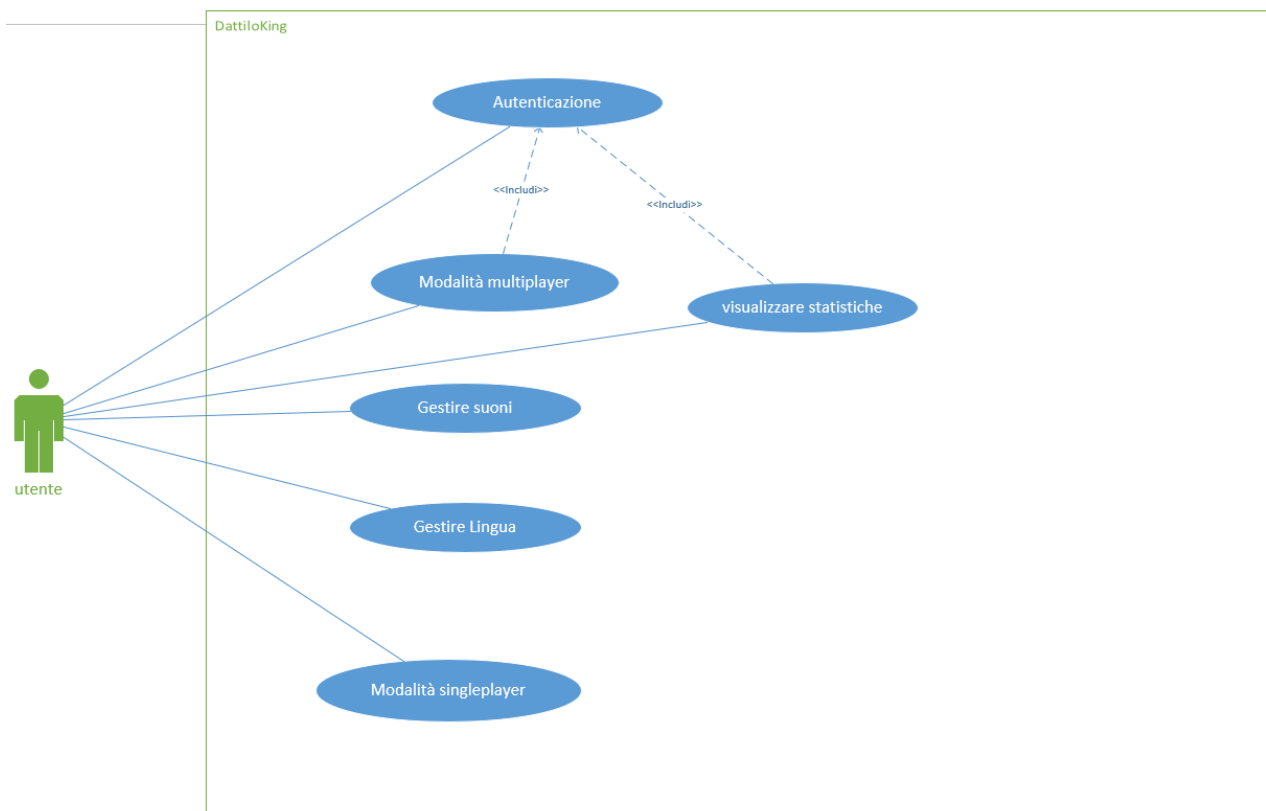 DattiloKing
Autenticazione
<<Includi>>
<<Includi>>
Modalità multiplayer
visualizzare statistiche
Gestire suoni
utente
Gestire Lingua
Modalità singleplayer